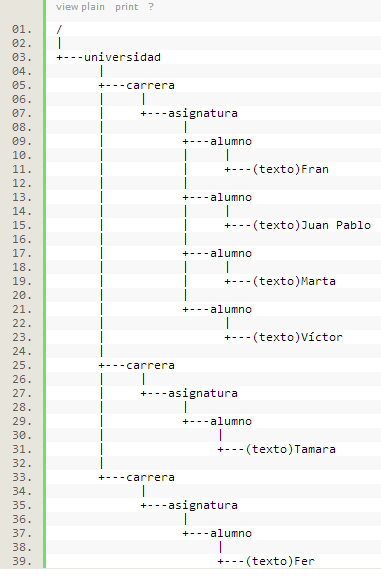 view plain print ?
01. /
02. |
03. +---universidad
04. |
05. +---carrera
06. | |
07. | +---asignatura
08. | |
09. | +---alumno
10. | | |
11. | | +---(texto)Fran
12. | |
13. | +---alumno
14. | | |
15. | | +---(texto)Juan Pablo
16. | |
17. | +---alumno
18. | | |
19. | | +---(texto)Marta
20. | |
21. | +---alumno
22. | |
23. | +---(texto)Víctor
24. |
25. +---carrera
26. | |
27. | +---asignatura
28. | |
29. | +---alumno
30. | |
31. | +---(texto)Tamara
32. |
33. +---carrera
34. |
35. +---asignatura
36. |
37. +---alumno
38. |
39. +---(texto)Fer